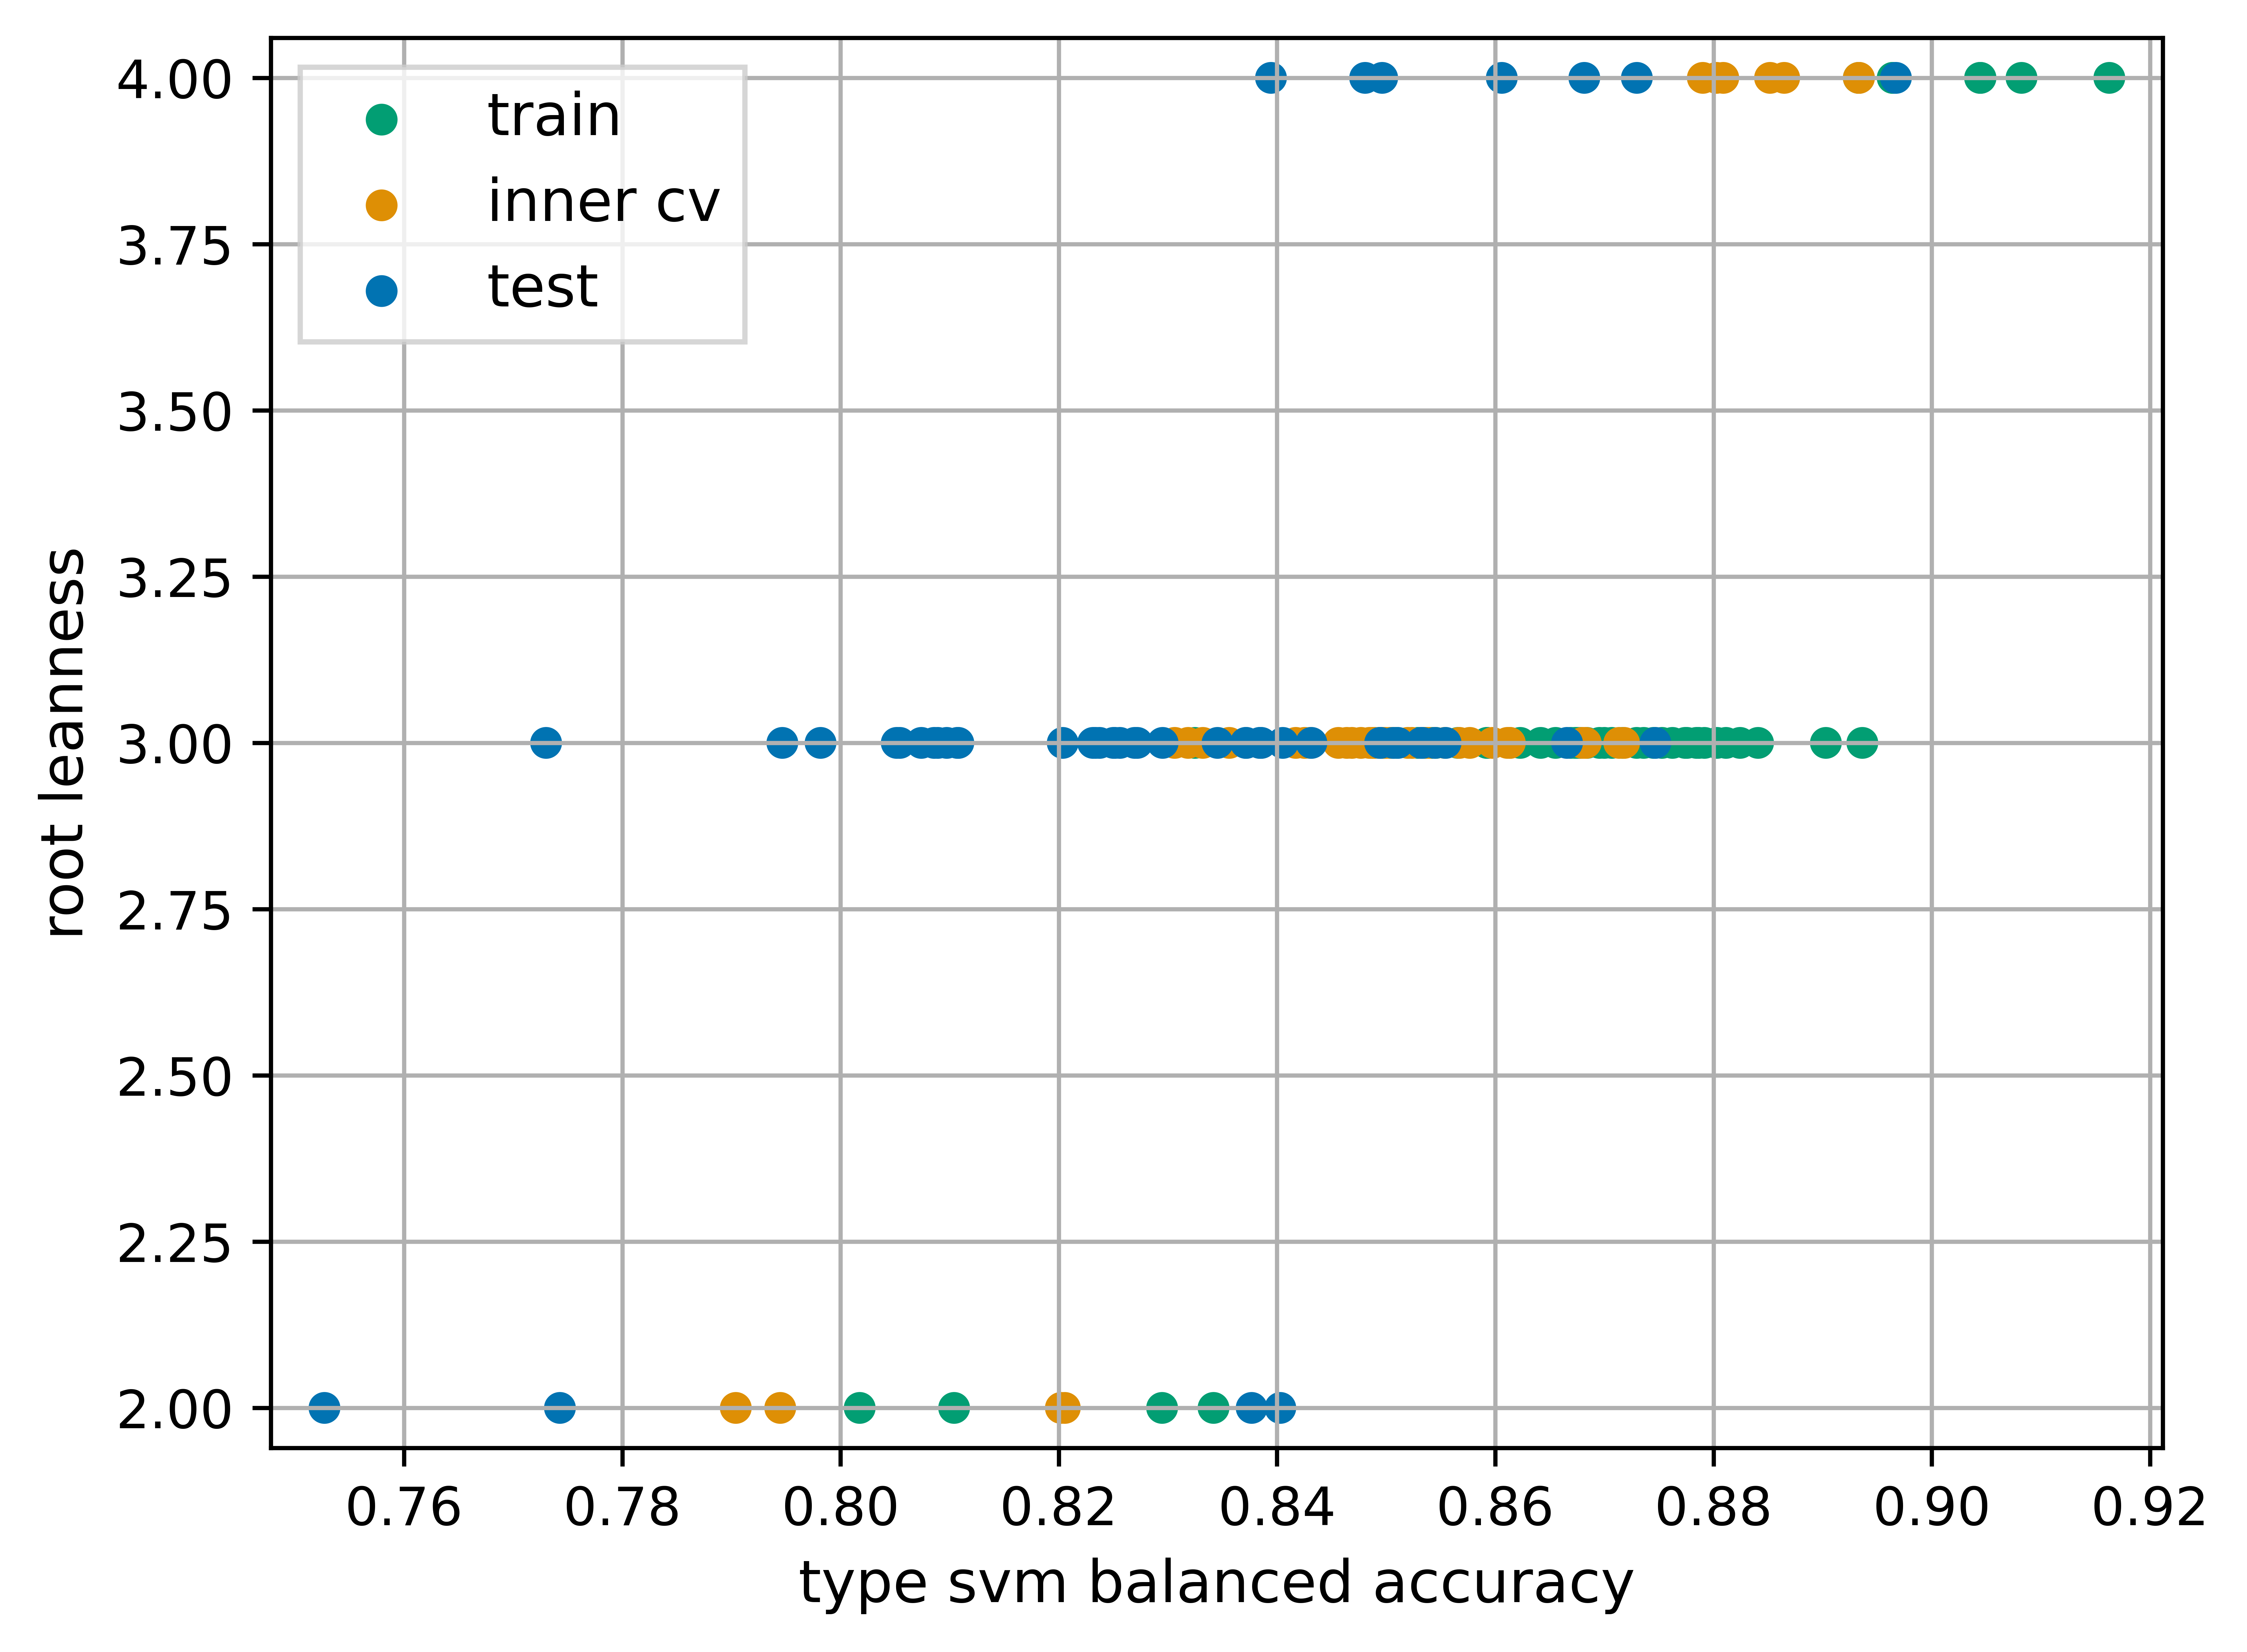 4.00
3.75
3.50
3.25
3.00
2.75
2.50
2.25
2.00
root leanness
train
inner cv
test
0.76 0.78 0.80 0.82 0.84 0.86 0.88 0.90 0.92
type svm balanced accuracy